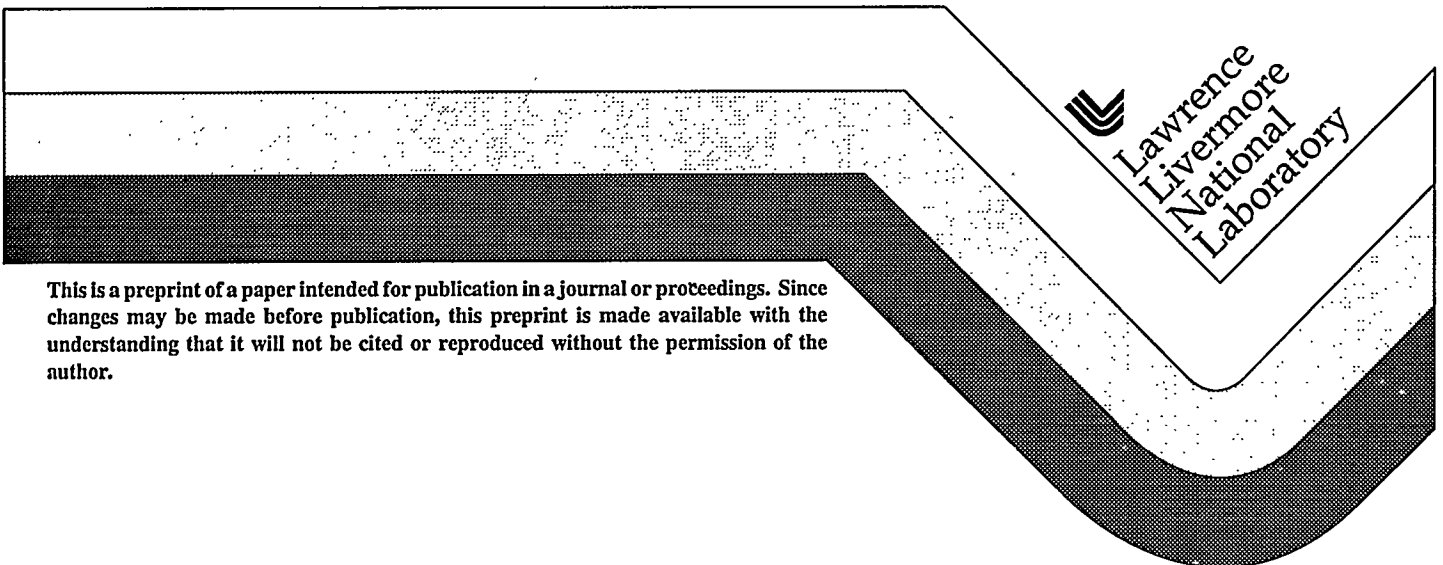 Lawrence
Livermore
National
Laboratory
This is a preprint of a paper intended for publication in a journal or proceedings. Since
changes may be made before publication, this preprint is made available with the
understanding that it will not be cited or reproduced without the permission of the
author.